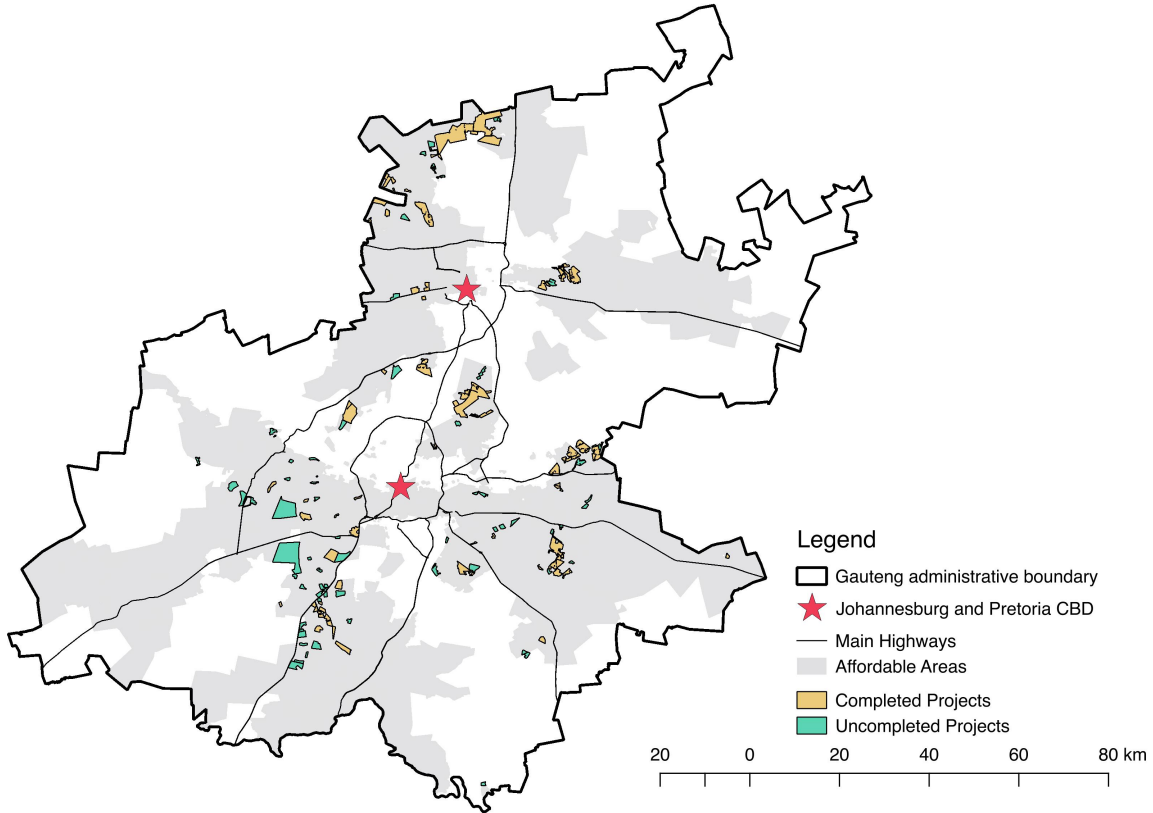 Legend
Gauteng administrative boundary
Johannesburg and Pretoria CBD
Main Highways
Affordable Areas
Completed Projects
Uncompleted Projects
20 0 20 40 60 80 km